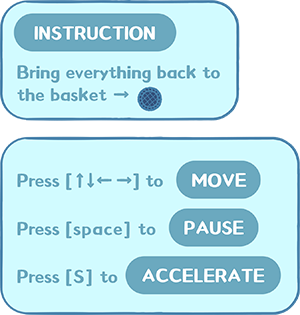 INSTRUCTION
Bring everything back to
the basket →
Press [↑↓← →] to MOVE
Press [space] to PAUSE
Press [S] to ACCELERATE